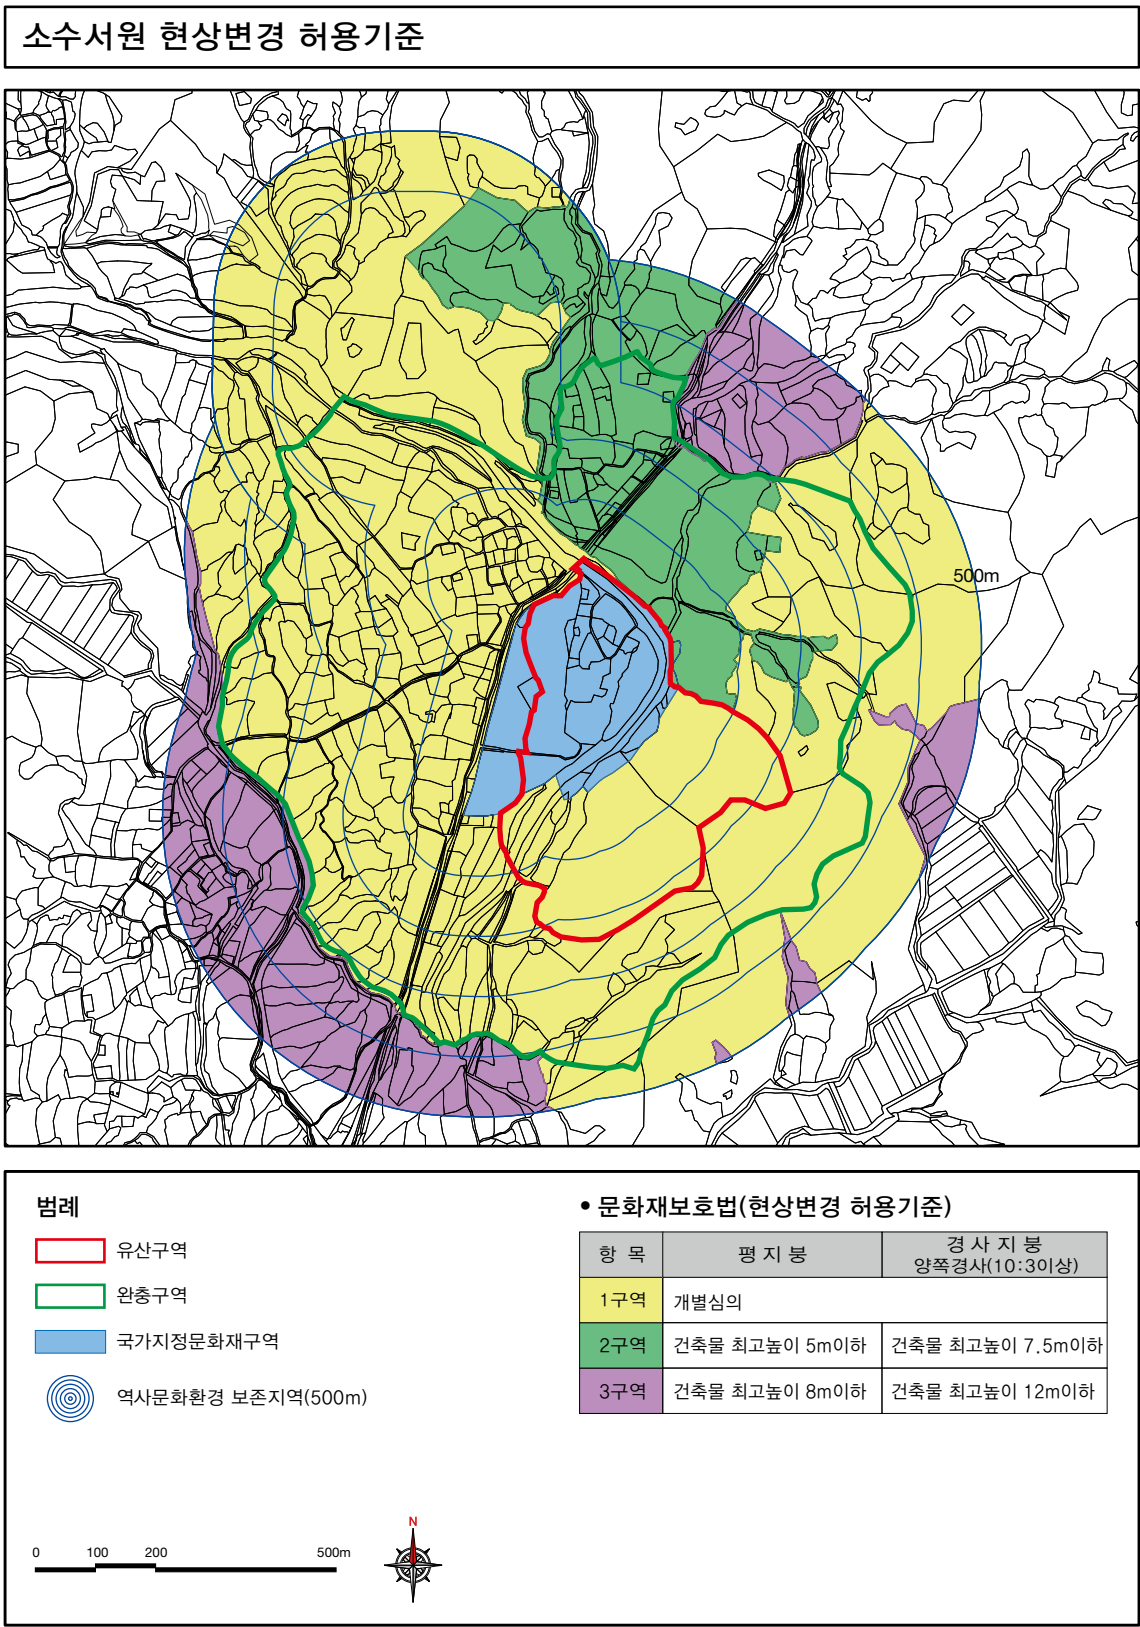 소수서원 현상변경 허용기준
500m
범례
유산구역
완충구역
국가지정문화재구역
역사문화환경 보존지역(500m)
0 100 200 500m
N
• 문화재보호법(현상변경 허용기준)
항 목 평 지 붕 경 사 지 붕
양쪽경사(10:3이상)
1구역 개별심의
2구역 건축물 최고높이 5m이하 건축물 최고높이 7.5m이하
3구역 건축물 최고높이 8m이하 건축물 최고높이 12m이하